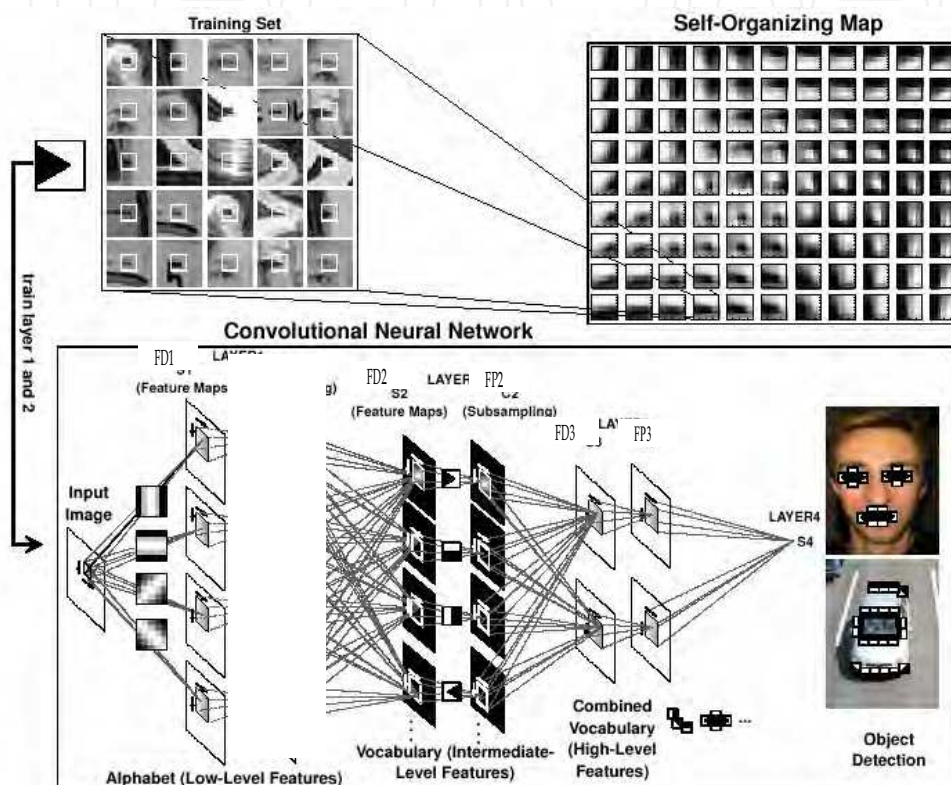 Training Set
Self-Organizing Map
train layer 1 and 2
Convolutional Neural Network
FD1
(Feature Maps
FD2
LAYER
FP2
S2
(Feature Maps)
(Subsampling)
FD3
FP3
Input
Image
LAYER4
S4
Alphabet (Low-Level Features)
Vocabulary (Intermediate-
Level Features)
Combined
Vocabulary
(High-Level
Features)
...
Object
Detection